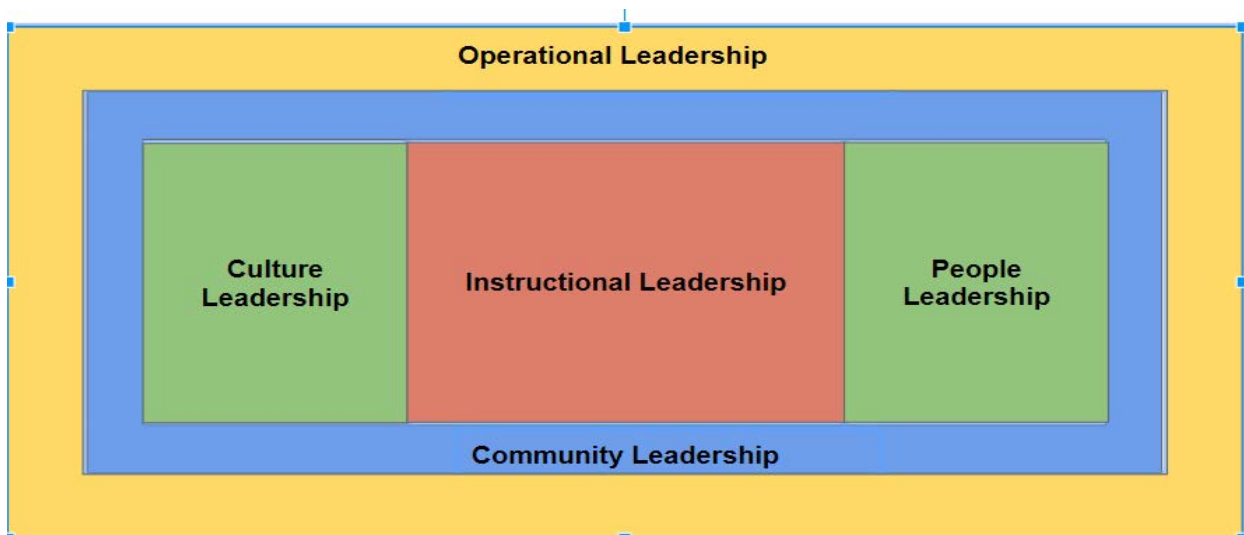 Operational Leadership
Culture
Leadership
Instructional Leadership
People
Leadership
Community Leadership